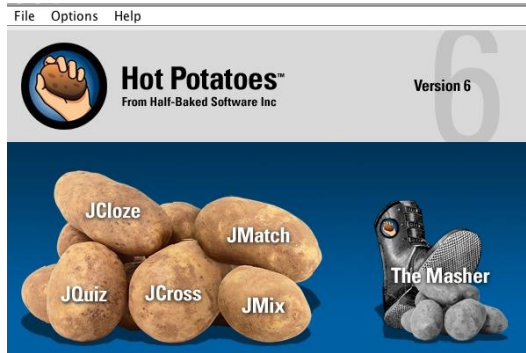 File Options Help
Hot Potatoes™
From Half-Baked Software Inc
Version 6
6
JCloze
JMatch
JQuiz
JCross
JMix
The Masher